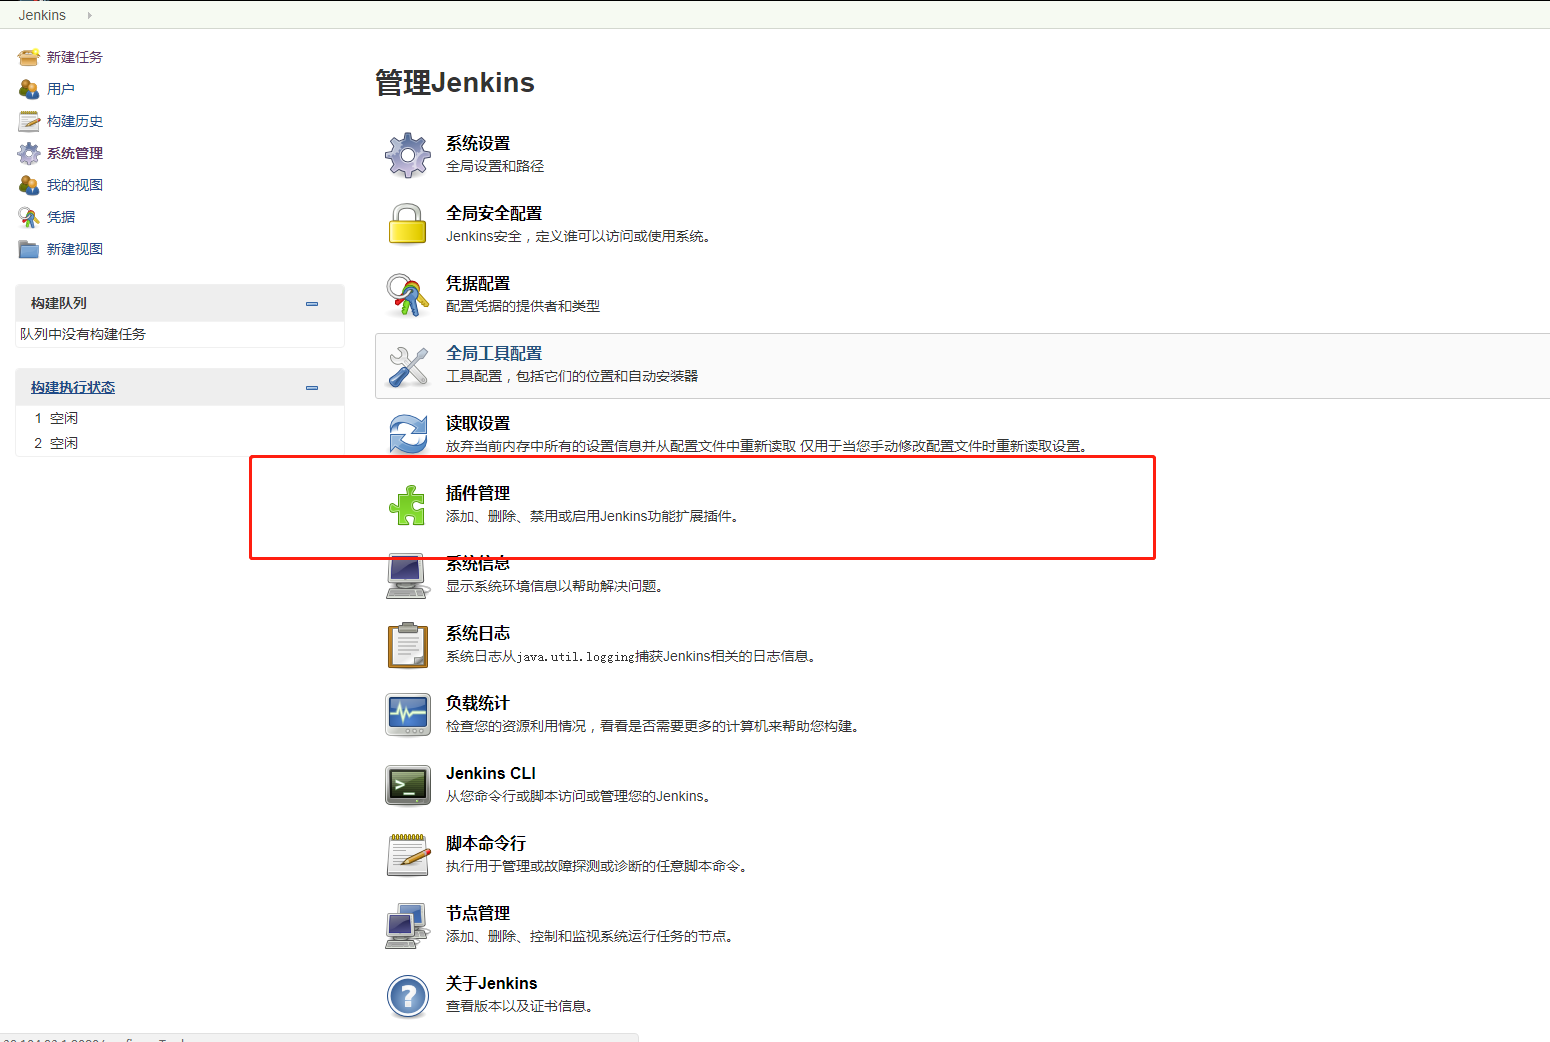 Jenkins
新建任务
用户
构建历史
系统管理
我的视图
凭据
新建视图
构建队列
队列中没有构建任务
构建执行状态
1 空闲
2 空闲
管理Jenkins
系统设置
全局设置和路径
全局安全配置
Jenkins安全，定义谁可以访问或使用系统。
凭据配置
配置凭据的提供者和类型
全局工具配置
工具配置，包括它们的位置和自动安装器
读取设置
放弃当前内存中所有的设置信息并从配置文件中重新读取 仅用于当您手动修改配置文件时重新读取设置。
插件管理
添加、删除、禁用或启用Jenkins功能扩展插件。
系统信息
显示系统环境信息以帮助解决问题。
系统日志
系统日志从java.util.logging捕获Jenkins相关的日志信息。
负载统计
检查您的资源利用情况，看看是否需要更多的计算机来帮助您构建。
Jenkins CLI
从您命令行或脚本访问或管理您的Jenkins。
脚本命令行
执行用于管理或故障探测或诊断的任意脚本命令。
节点管理
添加、删除、控制和监视系统运行任务的节点。
关于Jenkins
查看版本以及证书信息。